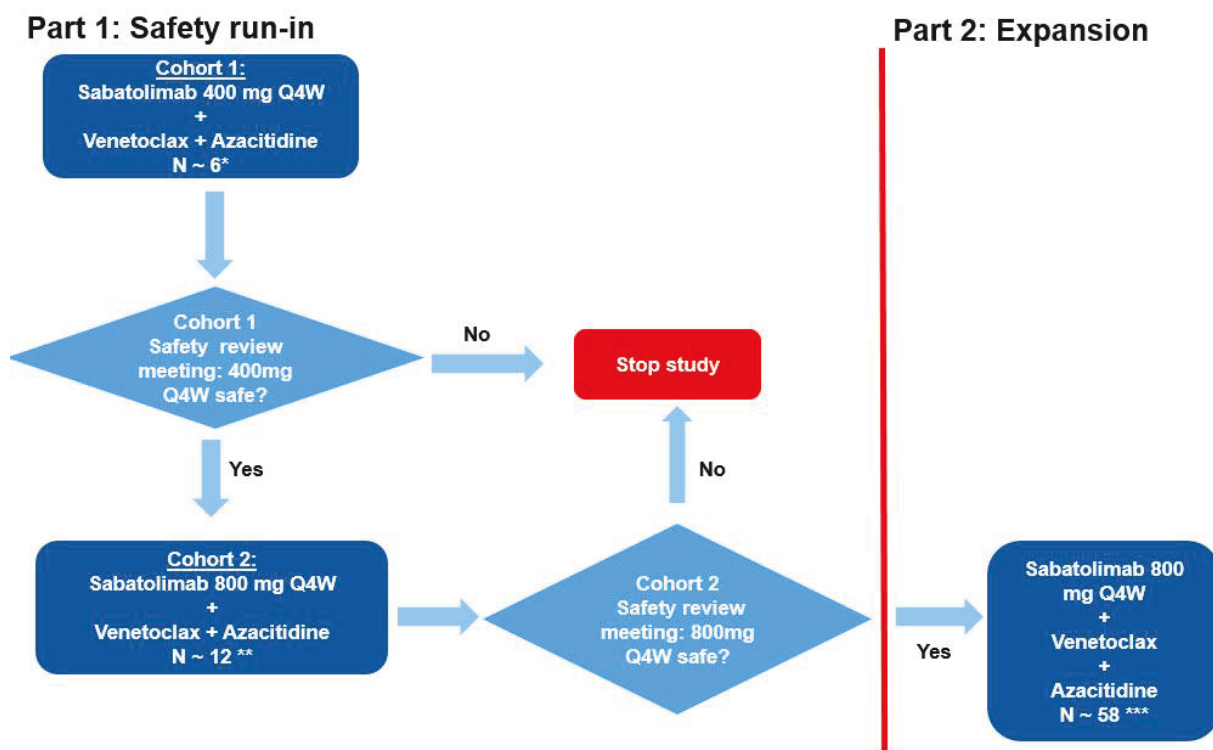 Part 1: Safety run-in
Part 2: Expansion
Cohort 1:
Sabatolimab 400 mg Q4W
+
Venetoclax + Azacitidine
N ~ 6*
Cohort 1
Safety review
meeting: 400mg
Q4W safe?
No
Stop study
Yes
No
Cohort 2:
Sabatolimab 800 mg Q4W
+
Venetoclax + Azacitidine
N ~ 12 **
Cohort 2
Safety review
meeting: 800mg
Q4W safe?
Yes
Sabatolimab 800
mg Q4W
+
Venetoclax
+
Azacitidine
N ~ 58 ***